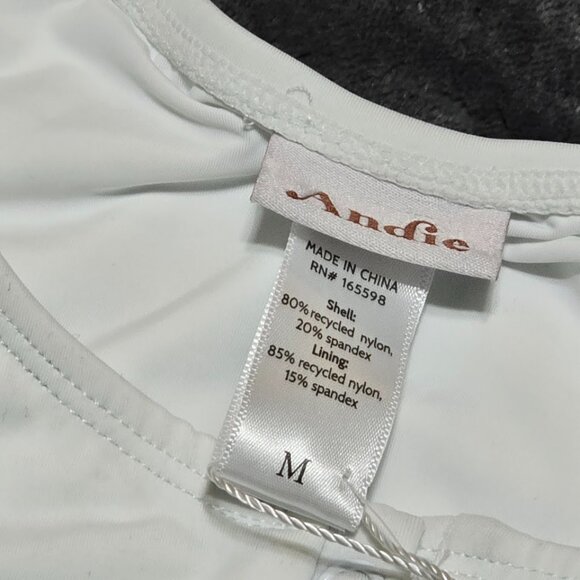 Andie
MADE IN CHINA
RN# 165598
Shell:
80% recycled nylon,
20% spandex
Lining:
85% recycled nylon,
15% spandex
M